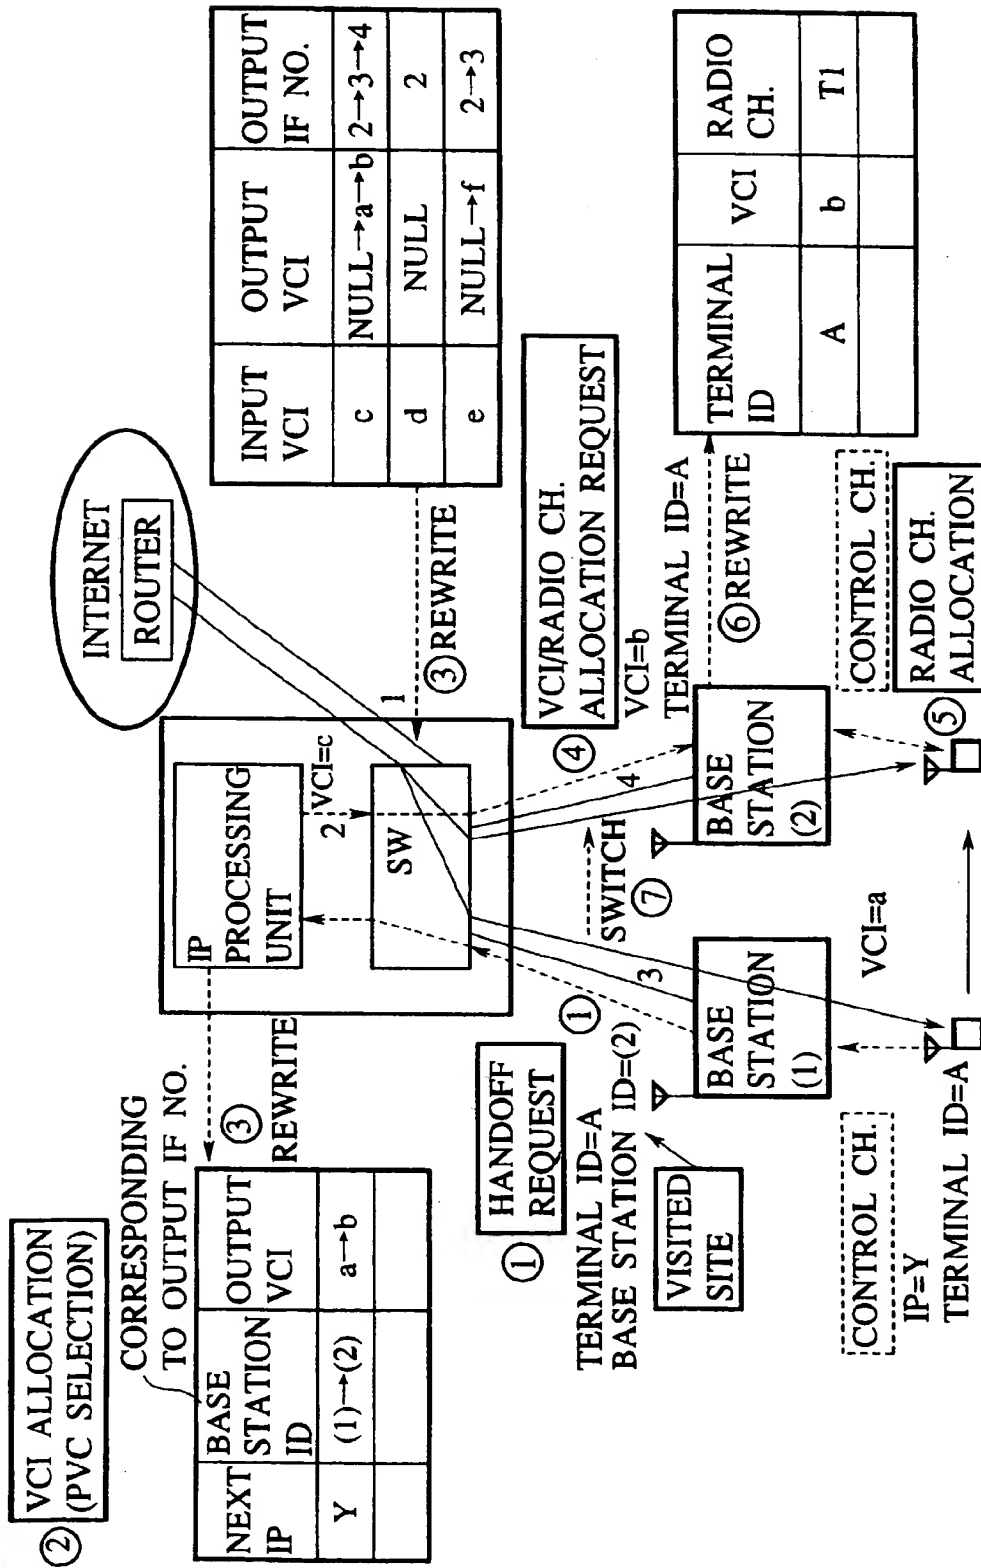 ② VCI ALLOCATION
(PVC SELECTION)
CORRESPONDING
TO OUTPUT IF NO.
NEXT IP | BASE STATION ID | OUTPUT VCI
Y | (1)→(2) | a→b
③ REWRITE
INTERNET
ROUTER
IP
PROCESSING
UNIT
2
VCI=c
SW
1
③ REWRITE
INPUT VCI | OUTPUT VCI | OUTPUT IF NO.
c | NULL→a→b | 2→3→4
d | NULL | 2
e | NULL→f | 2→3
① HANDOFF
REQUEST
TERMINAL ID=A
BASE STATION ID=(2)
VISITED
SITE
①
3
SWITCH
⑦
4
④ VCI/RADIO CH.
ALLOCATION REQUEST
VCI=b
TERMINAL ID=A
BASE
STATION
(1)
BASE
STATION
(2)
⑥ REWRITE
TERMINAL ID | VCI | RADIO CH.
A | b | T1
CONTROL CH.
IP=Y
TERMINAL ID=A
VCI=a
CONTROL CH.
⑤ RADIO CH.
ALLOCATION